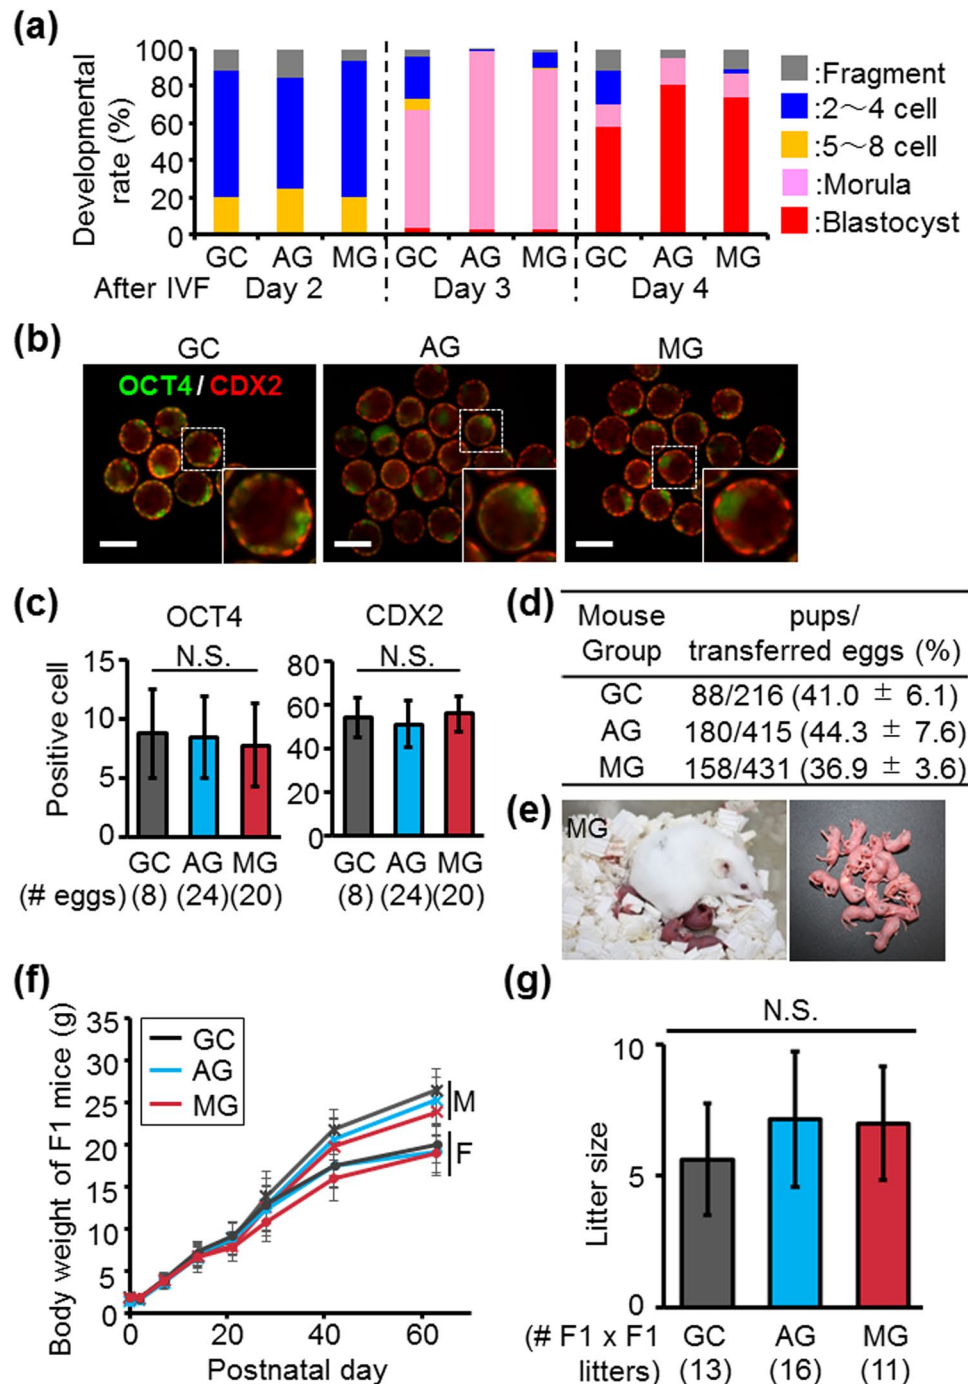 (a)
100
80
60
40
20
0
Developmental
rate (%)
GC AG MG GC AG MG GC AG MG
After IVF Day 2 Day 3 Day 4
:Fragment
:2～4 cell
:5～8 cell
:Morula
:Blastocyst
(b)
GC AG MG
OCT4 / CDX2
(c)
OCT4 CDX2
N.S. N.S.
Positive cell
15
10
5
0
80
60
40
20
0
GC AG MG GC AG MG
(# eggs) (8) (24) (20) (8) (24) (20)
(d)
Mouse pups/
Group transferred eggs (%)
GC 88/216 (41.0 ± 6.1)
AG 180/415 (44.3 ± 7.6)
MG 158/431 (36.9 ± 3.6)
(e)
MG
(f)
Body weight of F1 mice (g)
35
30
25
20
15
10
5
0
GC
AG
MG
M
F
0 20 40 60
Postnatal day
(g)
N.S.
Litter size
10
5
0
(# F1 x F1 GC AG MG
litters) (13) (16) (11)